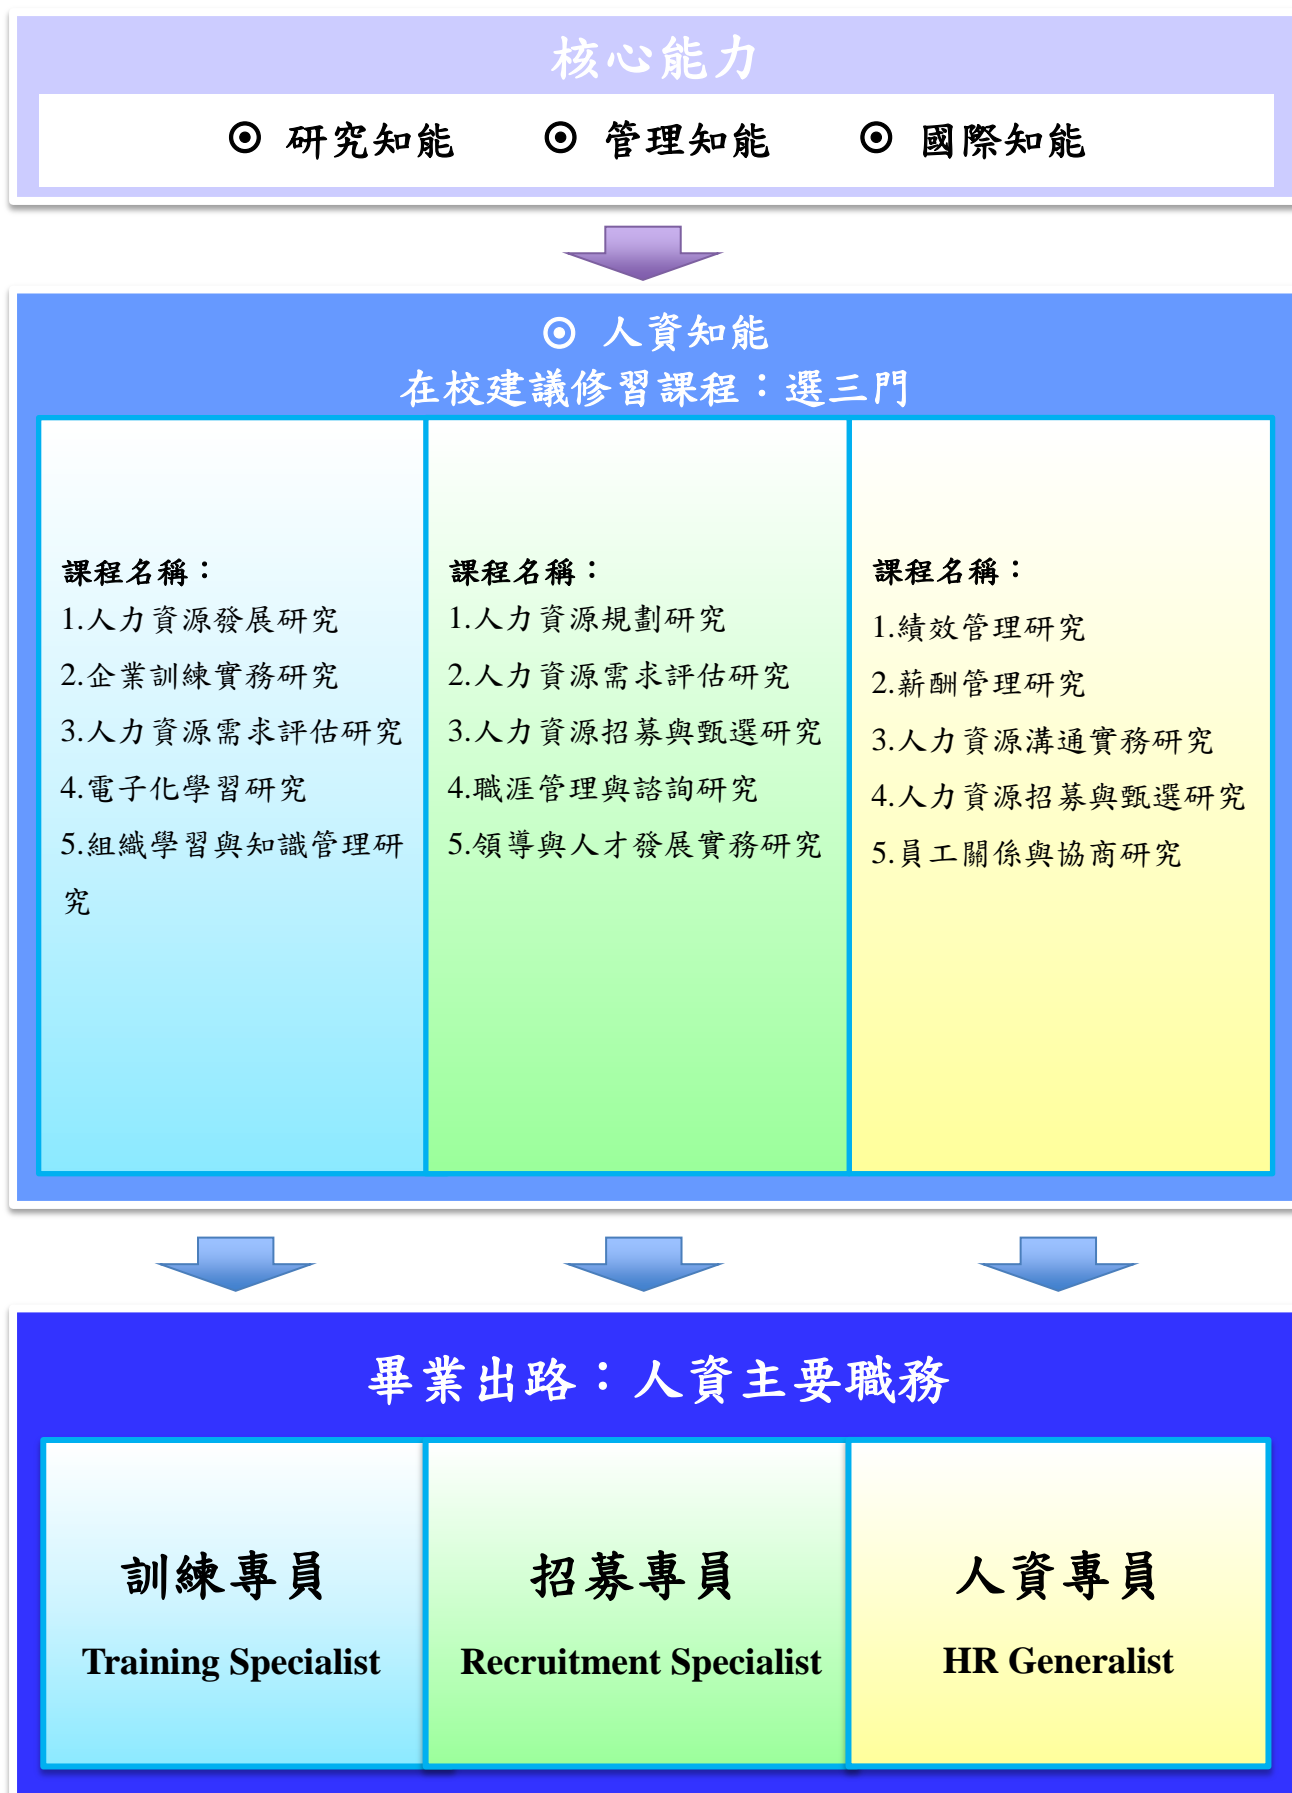 核心能力
⊙ 研究知能 ⊙ 管理知能 ⊙ 國際知能
⊙ 人資知能
在校建議修習課程：選三門
課程名稱：
1.人力資源發展研究
2.企業訓練實務研究
3.人力資源需求評估研究
4.電子化學習研究
5.組織學習與知識管理研
究
課程名稱：
1.人力資源規劃研究
2.人力資源需求評估研究
3.人力資源招募與甄選研究
4.職涯管理與諮詢研究
5.領導與人才發展實務研究
課程名稱：
1.績效管理研究
2.薪酬管理研究
3.人力資源溝通實務研究
4.人力資源招募與甄選研究
5.員工關係與協商研究
畢業出路：人資主要職務
訓練專員
Training Specialist
招募專員
Recruitment Specialist
人資專員
HR Generalist